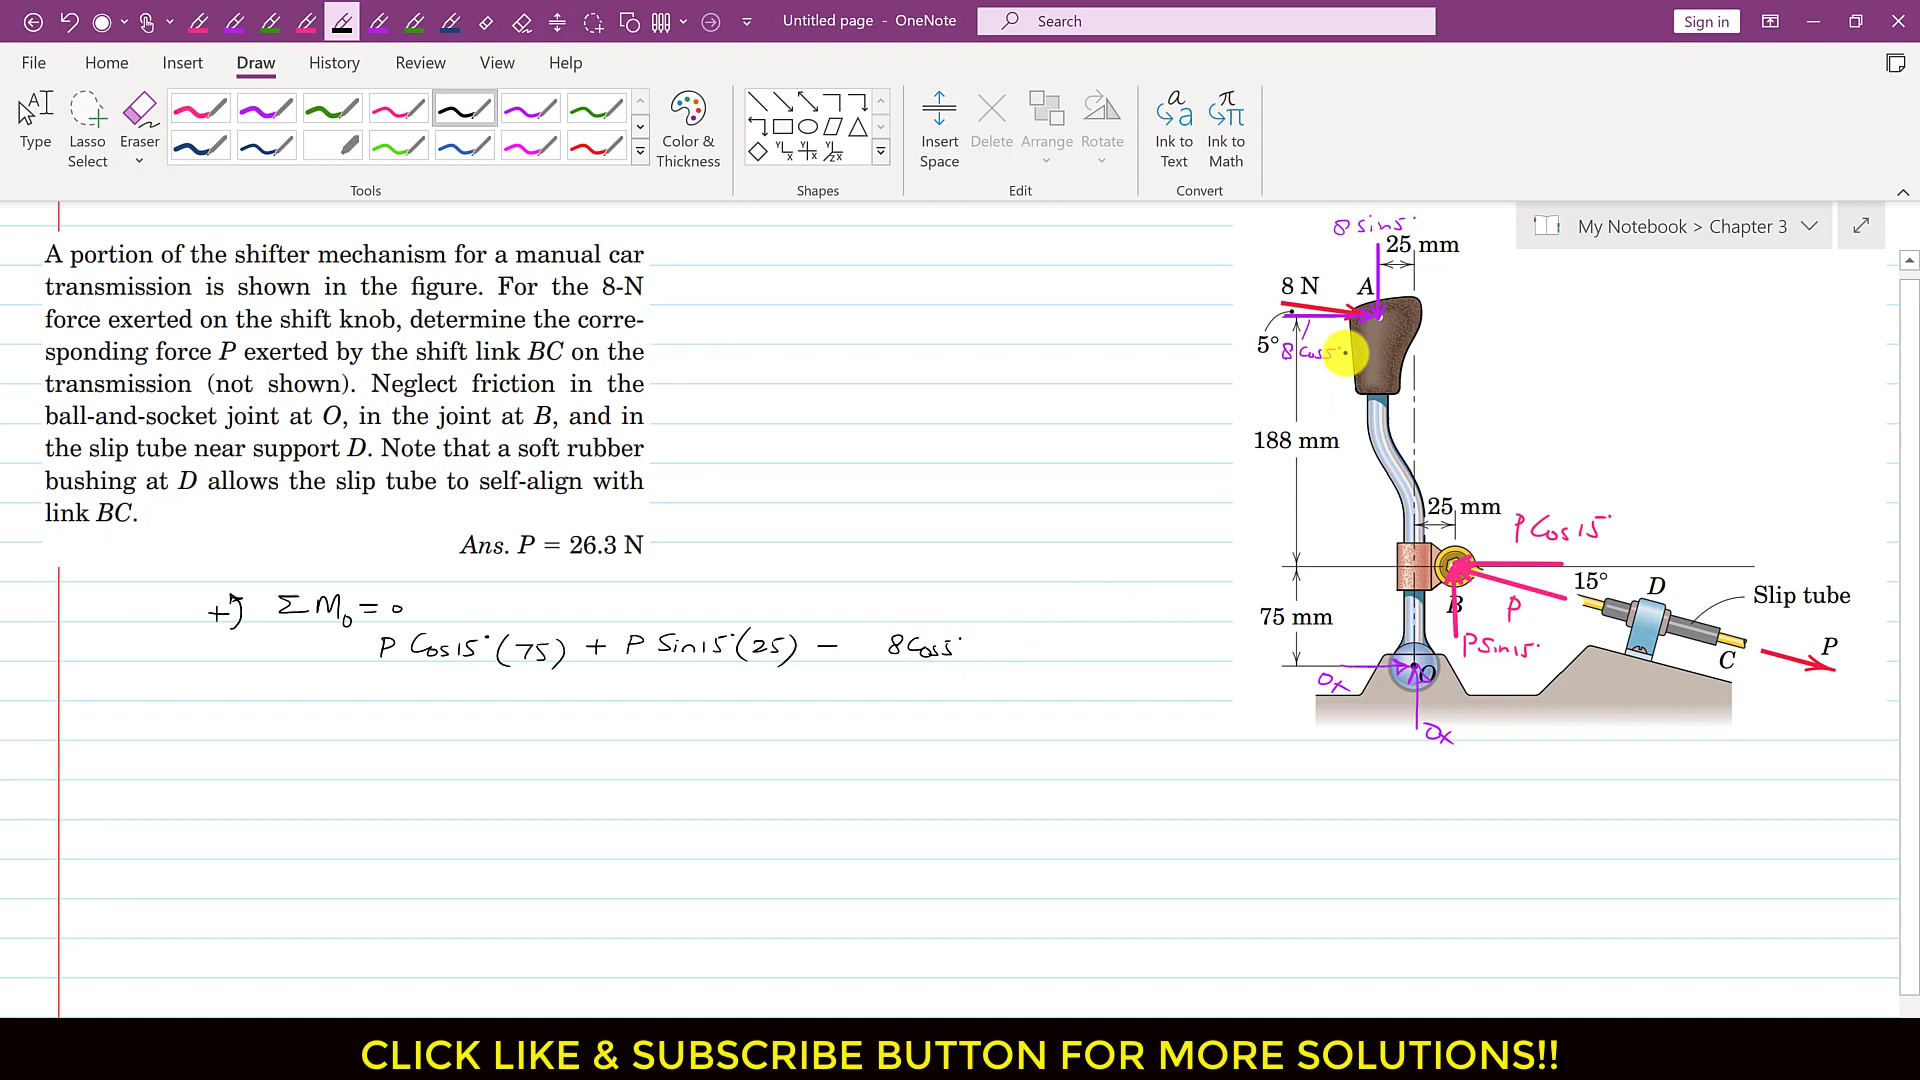 Untitled page - OneNote
Search
Sign in
File Home Insert Draw History Review View Help
Type
Lasso Select
Eraser
Color & Thickness
Insert Space
Delete
Arrange
Rotate
Ink to Text
Ink to Math
Tools
Shapes
Edit
Convert
My Notebook > Chapter 3
A portion of the shifter mechanism for a manual car
transmission is shown in the figure. For the 8-N
force exerted on the shift knob, determine the corre-
sponding force P exerted by the shift link BC on the
transmission (not shown). Neglect friction in the
ball-and-socket joint at O, in the joint at B, and in
the slip tube near support D. Note that a soft rubber
bushing at D allows the slip tube to self-align with
link BC.
Ans. P = 26.3 N
+ ΣM₀ = 0
P Cos15° (75) + P Sin15° (25) − 8Cos5°
8 sin5°
25 mm
8 N
A
5°
8 Cos5°
188 mm
25 mm
P Cos15°
15°
D
Slip tube
B
P
75 mm
P Sin15°
P
C
O
Ox
Ox
CLICK LIKE & SUBSCRIBE BUTTON FOR MORE SOLUTIONS!!